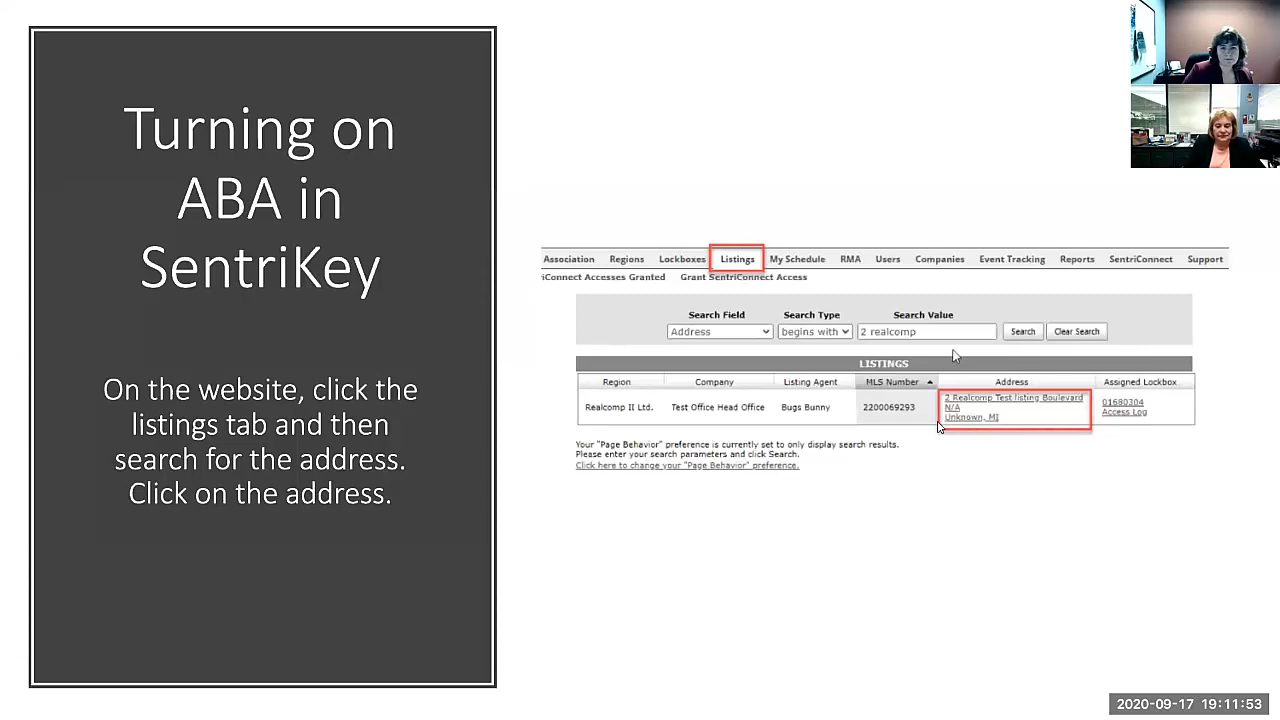 Turning on
ABA in
SentriKey
On the website, click the
listings tab and then
search for the address.
Click on the address.
Association Regions Lockboxes Listings My Schedule RMA Users Companies Event Tracking Reports SentriConnect Support
iConnect Accesses Granted Grant SentriConnect Access
Search Field Search Type Search Value
Address begins with 2 realcomp Search Clear Search
LISTINGS
Region Company Listing Agent MLS Number Address Assigned Lockbox
Realcomp II Ltd. Test Office Head Office Bugs Bunny 2200069293 2 Realcomp Test listing Boulevard
N/A
Unknown, MI
01680304
Access Log
Your "Page Behavior" preference is currently set to only display search results.
Please enter your search parameters and click Search.
Click here to change your "Page Behavior" preference.
2020-09-17 19:11:53